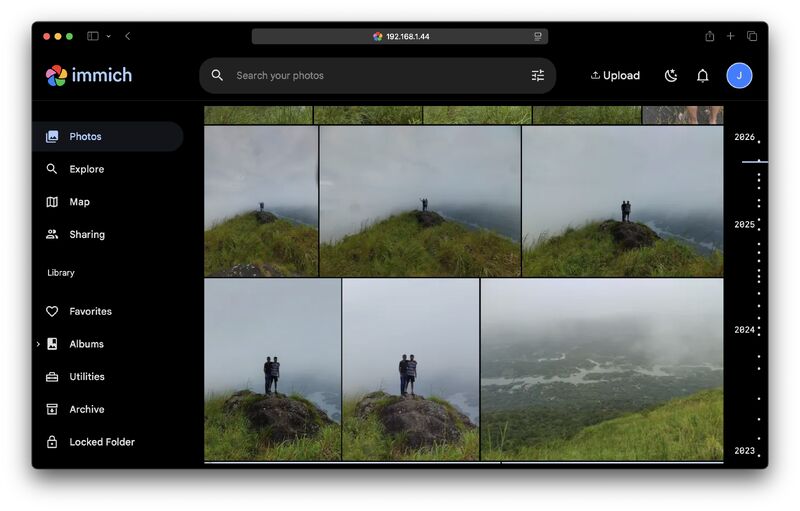 192.168.1.44
immich
Search your photos
Upload
J
Photos
Explore
Map
Sharing
Library
Favorites
Albums
Utilities
Archive
Locked Folder
2026
2025
2024
2023